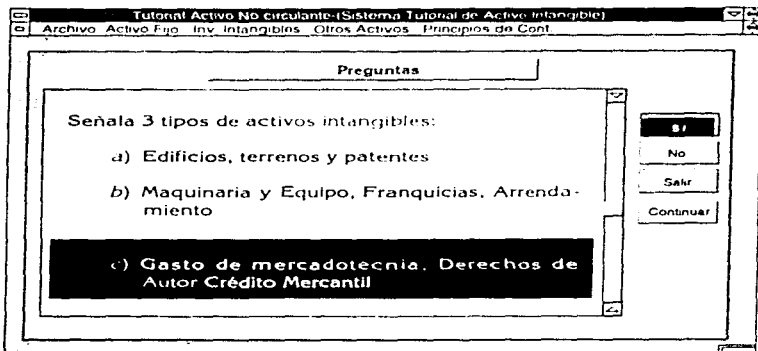 Tutorial Activo No circulante-(Sistema Tutorial de Activo Intangible)
Archivo Activo Fijo Inv. Intangibles Otros Activos Principios de Cont.
Preguntas
Señala 3 tipos de activos intangibles:
a) Edificios, terrenos y patentes
b) Maquinaria y Equipo, Franquicias, Arrenda-
miento
c) Gasto de mercadotecnia, Derechos de
Autor Crédito Mercantil
Sí
No
Salir
Continuar